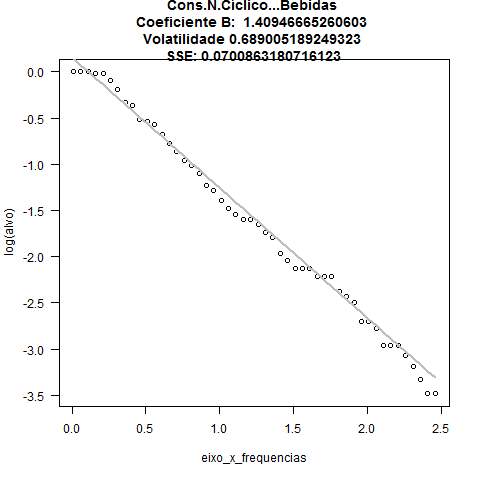 Cons.N.Ciclico...Bebidas
Coeficiente B:  1.40946665260603
Volatilidade 0.689005189249323
SSE: 0.0700863180716123
0.0
-0.5
-1.0
-1.5
-2.0
-2.5
-3.0
-3.5
log(alvo)
0.0 0.5 1.0 1.5 2.0 2.5
eixo_x_frequencias